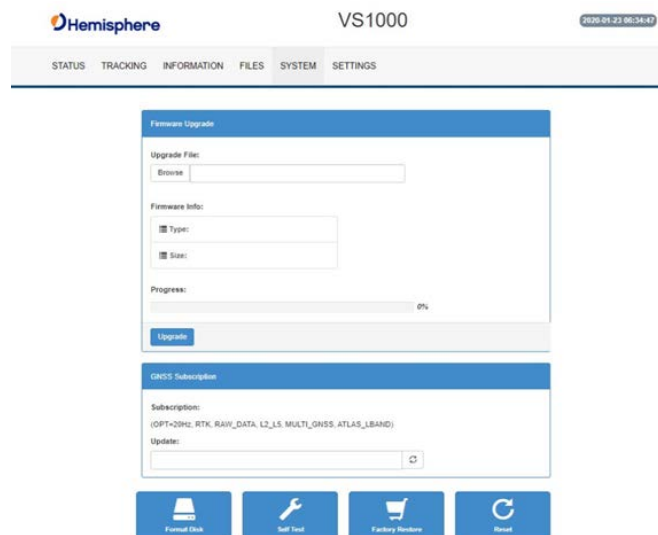 Hemisphere
VS1000
2020-01-23 06:34:47
STATUS TRACKING INFORMATION FILES SYSTEM SETTINGS
Firmware Upgrade
Upgrade File:
Browse
Firmware Info:
Type:
Size:
Progress:
0%
Upgrade
GNSS Subscription
Subscription:
(OPT=20Hz, RTK, RAW_DATA, L2_L5, MULTI_GNSS, ATLAS_LBAND)
Update:
Format Disk Self Test Factory Restore Reset